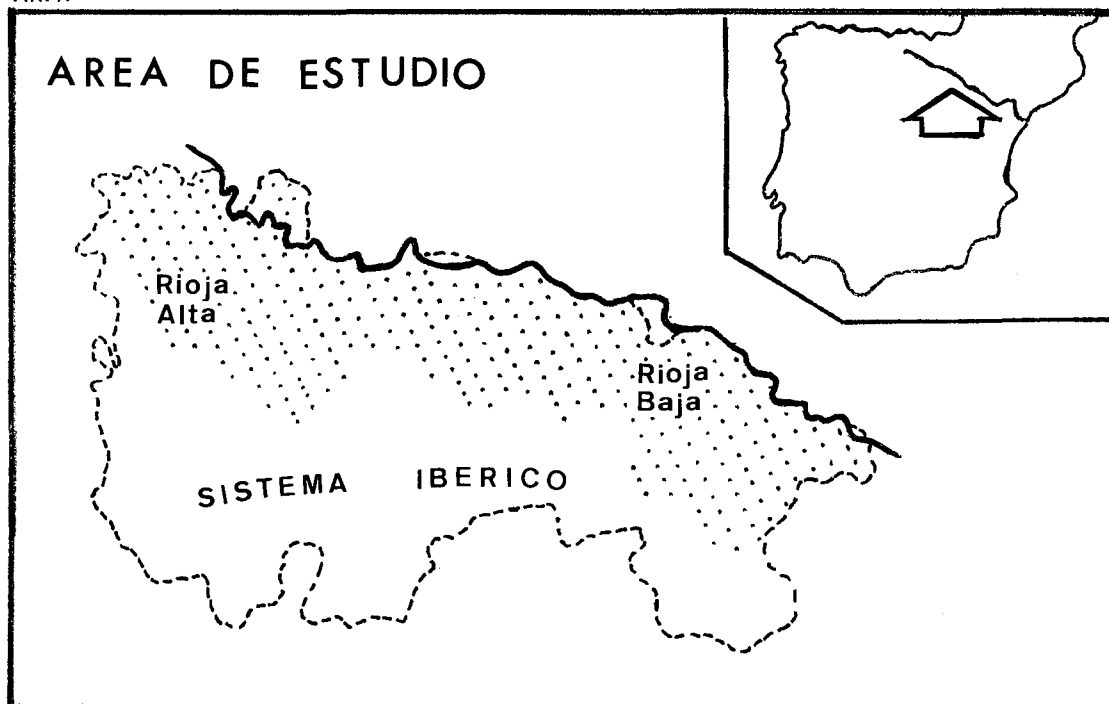 AREA DE ESTUDIO
Rioja
Alta
Rioja
Baja
SISTEMA IBERICO